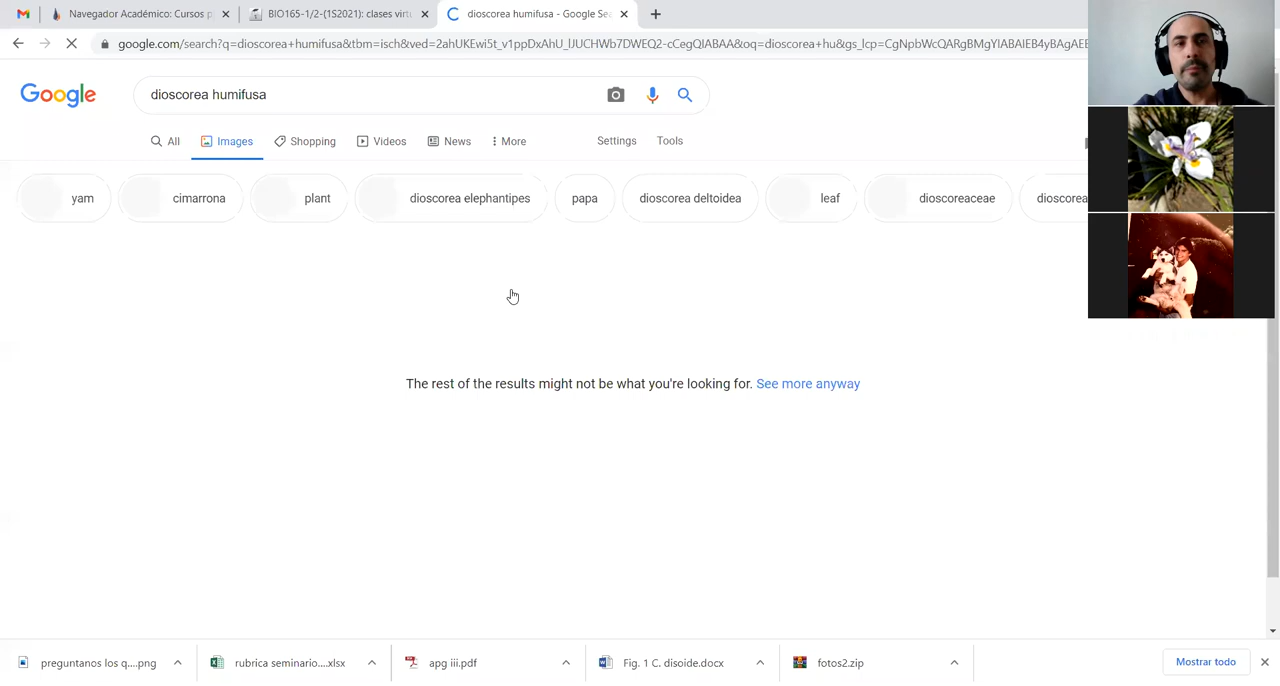 Navegador Académico: Cursos p
BIO165-1/2-(1S2021): clases virtu
dioscorea humifusa - Google Sea
google.com/search?q=dioscorea+humifusa&tbm=isch&ved=2ahUKEwi5t_v1ppDxAhU_lJUCHWb7DWEQ2-cCegQIABAA&oq=dioscorea+hu&gs_lcp=CgNpbWcQARgBMgYIABAIEB4yBAgAEE
Google
dioscorea humifusa
All
Images
Shopping
Videos
News
More
Settings
Tools
yam
cimarrona
plant
dioscorea elephantipes
papa
dioscorea deltoidea
leaf
dioscoreaceae
dioscorea
The rest of the results might not be what you're looking for. See more anyway
preguntanos los q....png
rubrica seminario....xlsx
apg iii.pdf
Fig. 1 C. disoide.docx
fotos2.zip
Mostrar todo